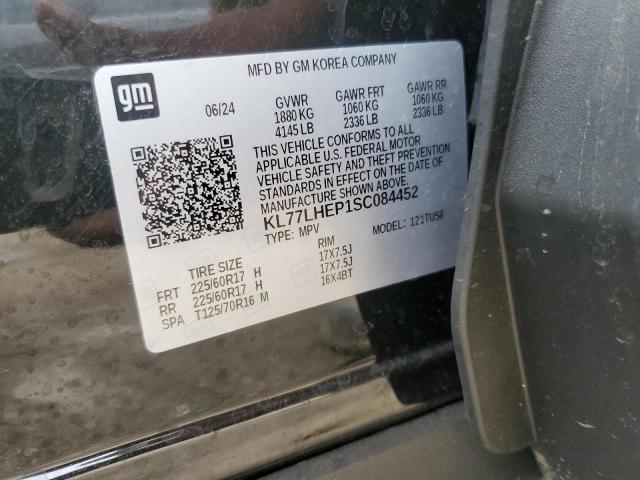 MFD BY GM KOREA COMPANY
gm
06/24 GVWR GAWR FRT GAWR RR
1880 KG 1060 KG 1060 KG
4145 LB 2336 LB 2336 LB
THIS VEHICLE CONFORMS TO ALL
APPLICABLE U.S. FEDERAL MOTOR
VEHICLE SAFETY AND THEFT PREVENTION
STANDARDS IN EFFECT ON THE DATE OF
MANUFACTURE SHOWN ABOVE.
KL77LHEP1SC084452
TYPE: MPV MODEL: 121TU58
TIRE SIZE RIM
FRT 225/60R17 H 17X7.5J
RR 225/60R17 H 17X7.5J
SPA T125/70R16 M 16X4BT